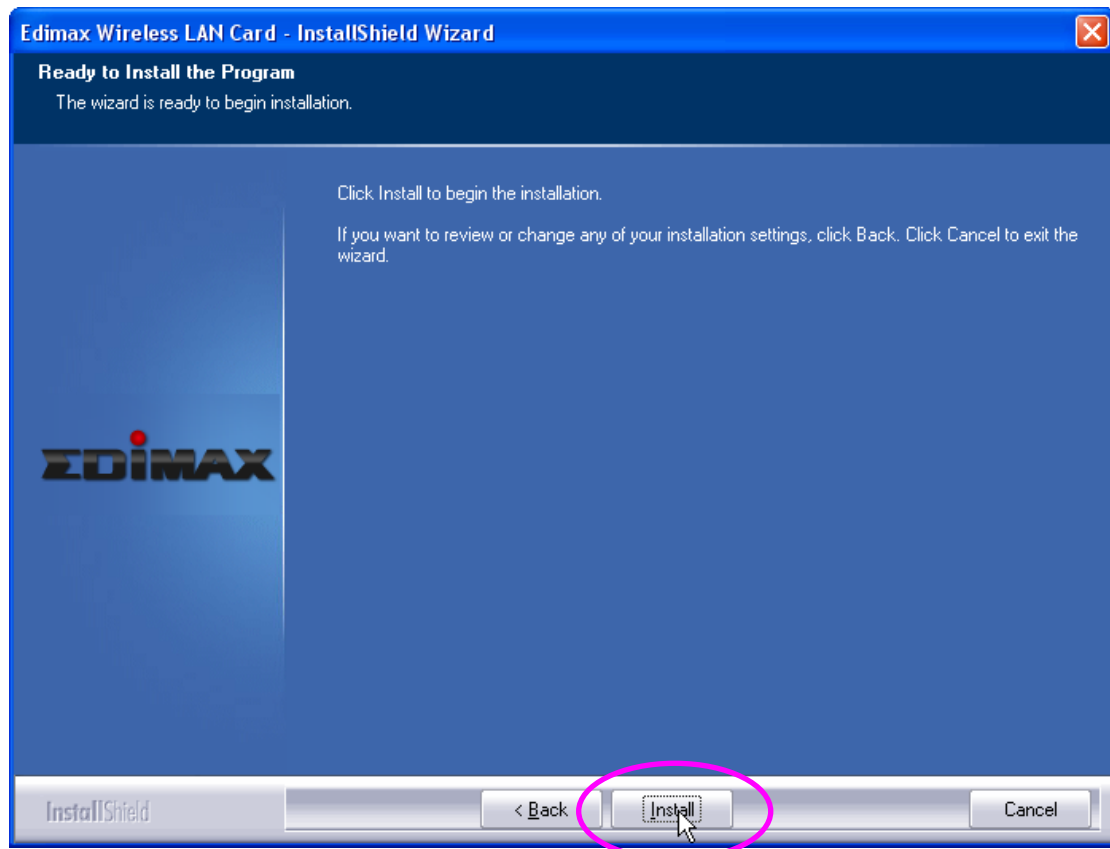 Edimax Wireless LAN Card - InstallShield Wizard
Ready to Install the Program
The wizard is ready to begin installation.
Click Install to begin the installation.
If you want to review or change any of your installation settings, click Back. Click Cancel to exit the
wizard.
EDIMAX
InstallShield
< Back
Install
Cancel